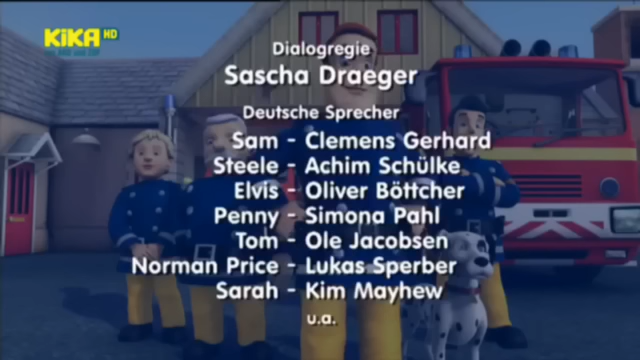 KiKA HD
Dialogregie
Sascha Draeger
Deutsche Sprecher
Sam - Clemens Gerhard
Steele - Achim Schülke
Elvis - Oliver Böttcher
Penny - Simona Pahl
Tom - Ole Jacobsen
Norman Price - Lukas Sperber
Sarah - Kim Mayhew
u.a.